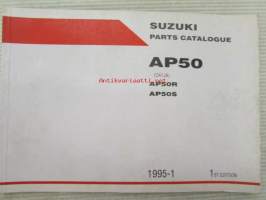 SUZUKI
PARTS CATALOGUE
AP50
AP50R
AP50S
Antikvariaatti.net
1995-1 1ST EDITION